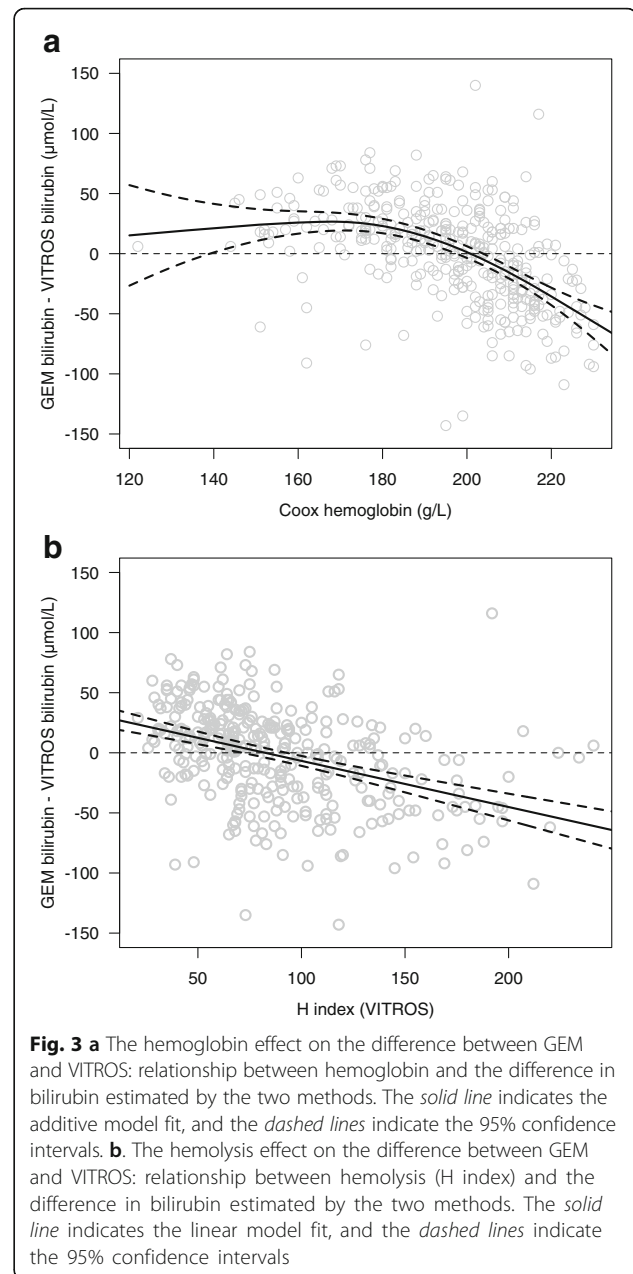 a
GEM bilirubin - VITROS bilirubin (µmol/L)
150
100
50
0
-50
-100
-150
120 140 160 180 200 220
Coox hemoglobin (g/L)
b
GEM bilirubin - VITROS bilirubin (µmol/L)
150
100
50
0
-50
-100
-150
50 100 150 200
H index (VITROS)
Fig. 3 a The hemoglobin effect on the difference between GEM
and VITROS: relationship between hemoglobin and the difference in
bilirubin estimated by the two methods. The solid line indicates the
additive model fit, and the dashed lines indicate the 95% confidence
intervals. b. The hemolysis effect on the difference between GEM
and VITROS: relationship between hemolysis (H index) and the
difference in bilirubin estimated by the two methods. The solid
line indicates the linear model fit, and the dashed lines indicate
the 95% confidence intervals